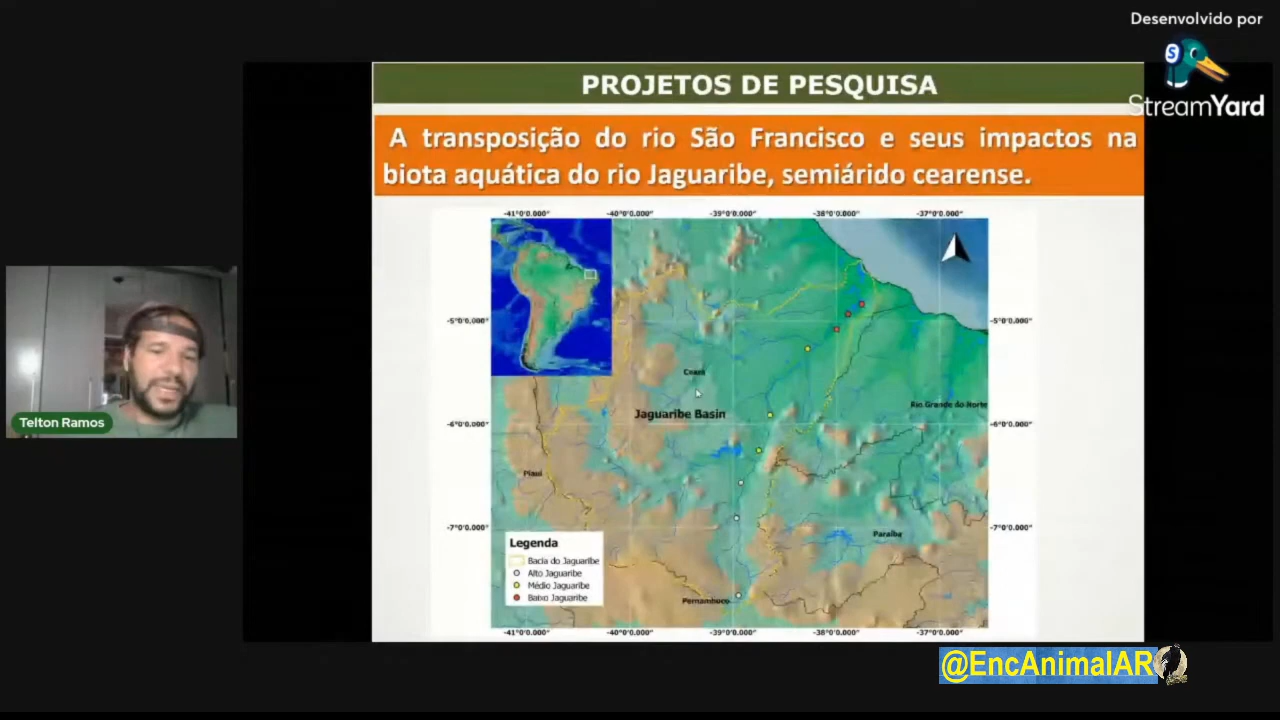 Desenvolvido por
S
StreamYard
PROJETOS DE PESQUISA
A transposição do rio São Francisco e seus impactos na
biota aquática do rio Jaguaribe, semiárido cearense.
-41°0'0.000" -40°0'0.000" -39°0'0.000" -38°0'0.000" -37°0'0.000"
-5°0'0.000" -5°0'0.000"
Ceará
Rio Grande do Norte
Jaguaribe Basin
-6°0'0.000" -6°0'0.000"
Piauí
-7°0'0.000" -7°0'0.000"
Paraíba
Legenda
Bacia do Jaguaribe
Alto Jaguaribe
Médio Jaguaribe
Baixo Jaguaribe
Pernambuco
-41°0'0.000" -40°0'0.000" -39°0'0.000" -38°0'0.000" -37°0'0.000"
Telton Ramos
@EncAnimalAR